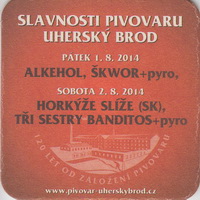 SLAVNOSTI PIVOVARU
UHERSKÝ BROD
PÁTEK 1. 8. 2014
ALKEHOL, ŠKWOR+pyro,
SOBOTA 2. 8. 2014
HORKÝŽE SLÍŽE (SK),
TŘI SESTRY BANDITOS+pyro
120 LET OD ZALOŽENÍ PIVOVARU
www.pivovar-uherskybrod.cz